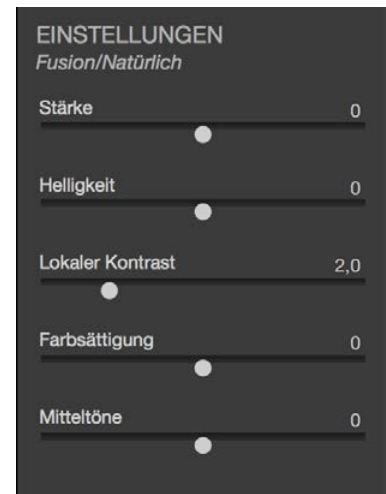 EINSTELLUNGEN
Fusion/Natürlich
Stärke 0
Helligkeit 0
Lokaler Kontrast 2,0
Farbsättigung 0
Mitteltöne 0